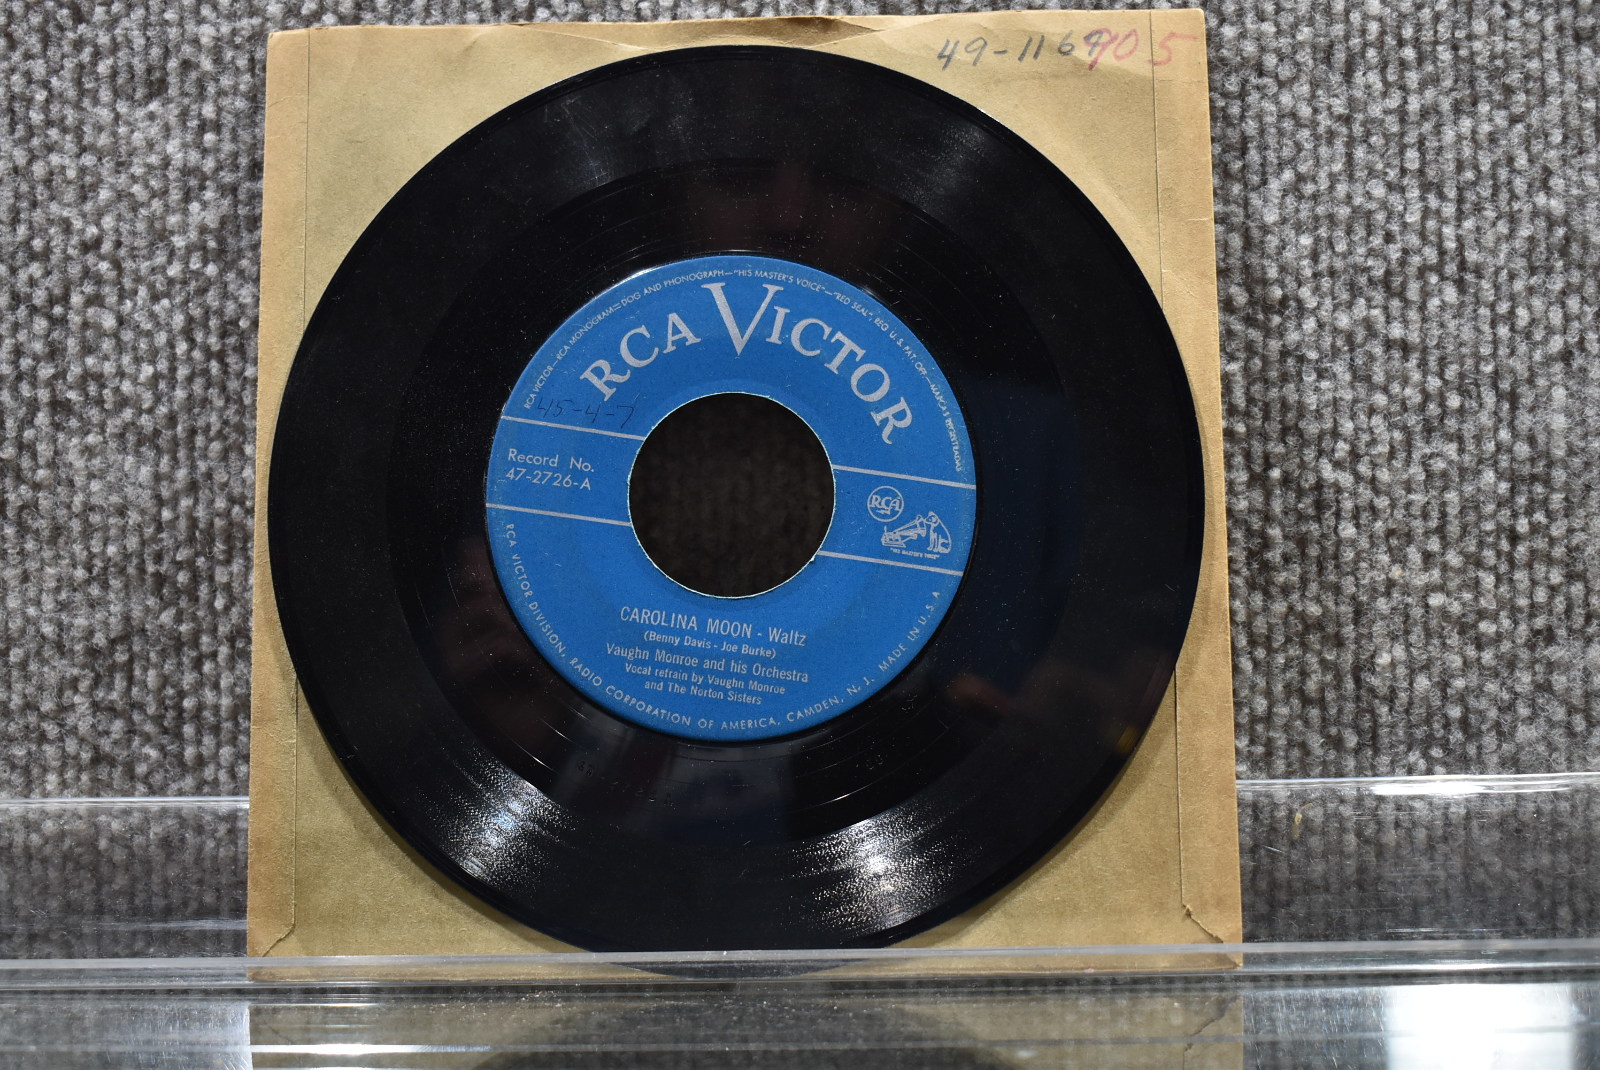 49-1169
05
RCA VICTOR—RCA MONOGRAM—DOG AND PHONOGRAPH—"HIS MASTER'S VOICE"—"RED SEAL", REG U.S. PAT. OFF.—MARCAS REGISTRADAS
RCA VICTOR
45-4-7
Record No.
47-2726-A
RCA
"HIS MASTER'S VOICE"
CAROLINA MOON - Waltz
(Benny Davis - Joe Burke)
Vaughn Monroe and his Orchestra
Vocal refrain by Vaughn Monroe
and The Norton Sisters
RCA VICTOR DIVISION, RADIO CORPORATION OF AMERICA, CAMDEN, N. J. MADE IN U.S.A.